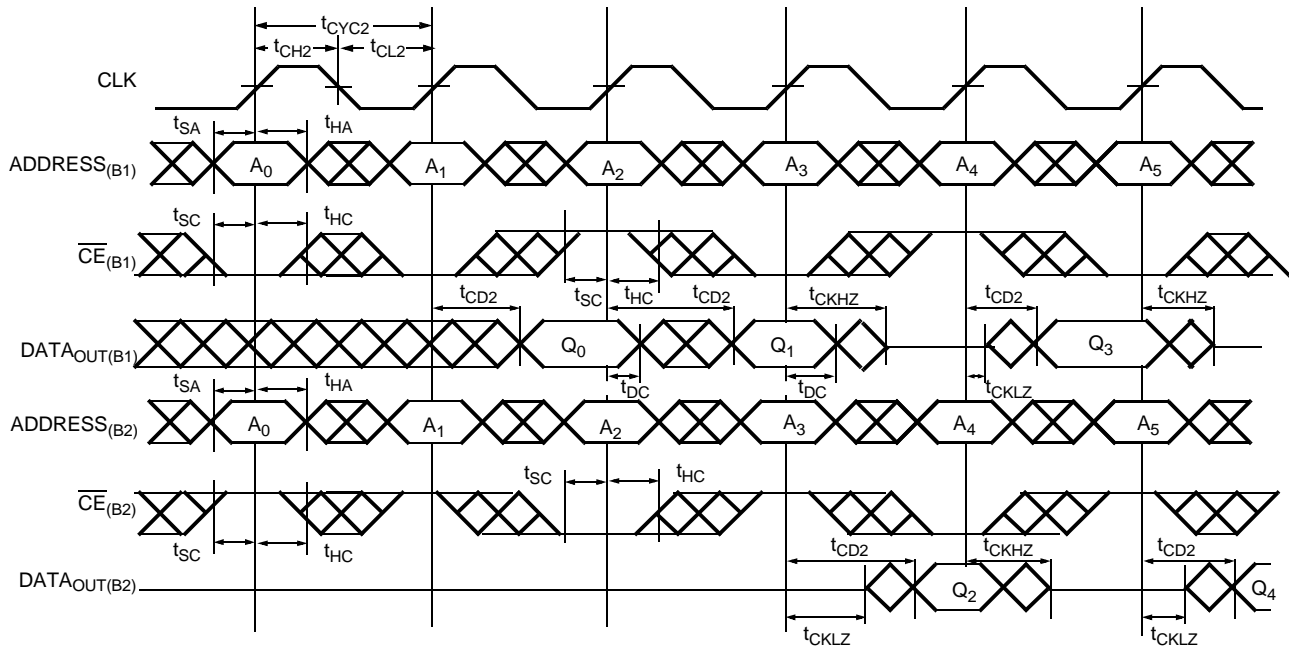 tCYC2
tCH2 tCL2
CLK
tSA tHA
ADDRESS(B1) A0 A1 A2 A3 A4 A5
tSC tHC
CE(B1)
tCD2 tSC tHC tCD2 tCKHZ tCD2 tCKHZ
DATAOUT(B1) Q0 Q1 Q3
tSA tHA tDC tDC tCKLZ
ADDRESS(B2) A0 A1 A2 A3 A4 A5
tSC tHC
CE(B2)
tSC tHC tCD2 tCKHZ tCD2
DATAOUT(B2) Q2 Q4
tCKLZ tCKLZ